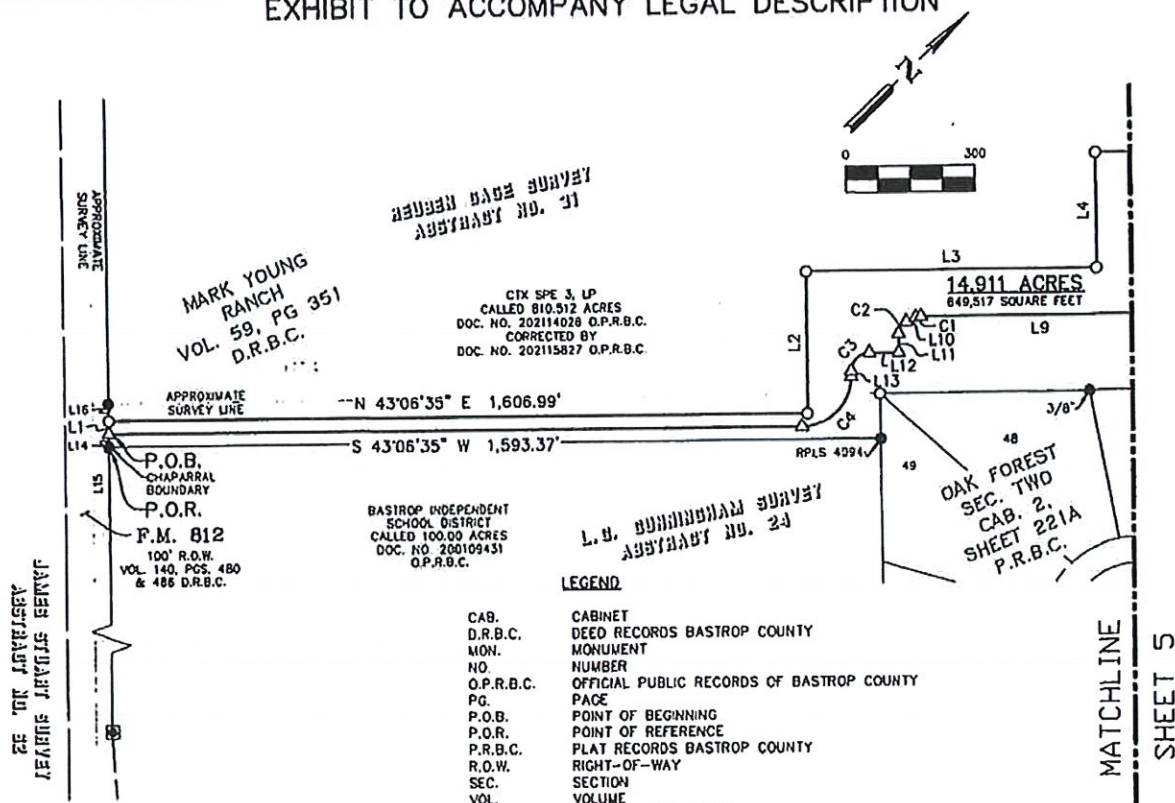 EXHIBIT TO ACCOMPANY LEGAL DESCRIPTION
N
0 300
APPROXIMATE
SURVEY LINE
REUBEN GAGE SURVEY
ABSTRACT NO. 31
MARK YOUNG
RANCH
VOL. 59, PG 351
D.R.B.C.
CTX SPE 3, LP
CALLED 810.512 ACRES
DOC. NO. 202114028 O.P.R.B.C.
CORRECTED BY
DOC. NO. 202115827 O.P.R.B.C.
L4
L3
14.911 ACRES
649,517 SQUARE FEET
L2
C2
C1
L10
L9
L11
C3
L12
L13
C4
L16
APPROXIMATE
SURVEY LINE
N 43°06'35" E 1,606.99'
L1
L14
S 43°06'35" W 1,593.37'
RPLS 4094
3/8"
48
49
P.O.B.
CHAPARRAL
BOUNDARY
P.O.R.
L15
F.M. 812
100' R.O.W.
VOL. 140, PGS. 480
& 486 D.R.B.C.
BASTROP INDEPENDENT
SCHOOL DISTRICT
CALLED 100.00 ACRES
DOC. NO. 200109431
O.P.R.B.C.
L.G. CUNNINGHAM SURVEY
ABSTRACT NO. 24
OAK FOREST
SEC. TWO
CAB. 2,
SHEET 221A
P.R.B.C.
JAMES STUART SURVEY
ABSTRACT NO.
LEGEND
CAB. CABINET
D.R.B.C. DEED RECORDS BASTROP COUNTY
MON. MONUMENT
NO. NUMBER
O.P.R.B.C. OFFICIAL PUBLIC RECORDS OF BASTROP COUNTY
PG. PAGE
P.O.B. POINT OF BEGINNING
P.O.R. POINT OF REFERENCE
P.R.B.C. PLAT RECORDS BASTROP COUNTY
R.O.W. RIGHT-OF-WAY
SEC. SECTION
VOL. VOLUME
MATCHLINE
SHEET 5